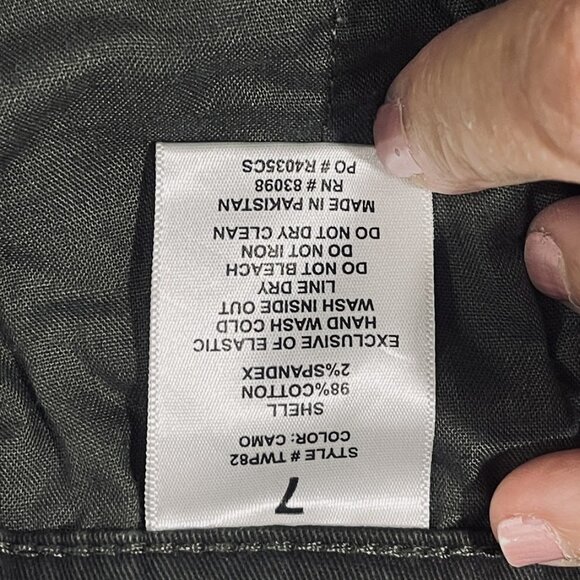 7
STYLE # TWP82
COLOR: CAMO
SHELL
98%COTTON
2%SPANDEX
EXCLUSIVE OF ELASTIC
HAND WASH COLD
WASH INSIDE OUT
LINE DRY
DO NOT BLEACH
DO NOT IRON
DO NOT DRY CLEAN
MADE IN PAKISTAN
RN # 83098
PO # R4035CS